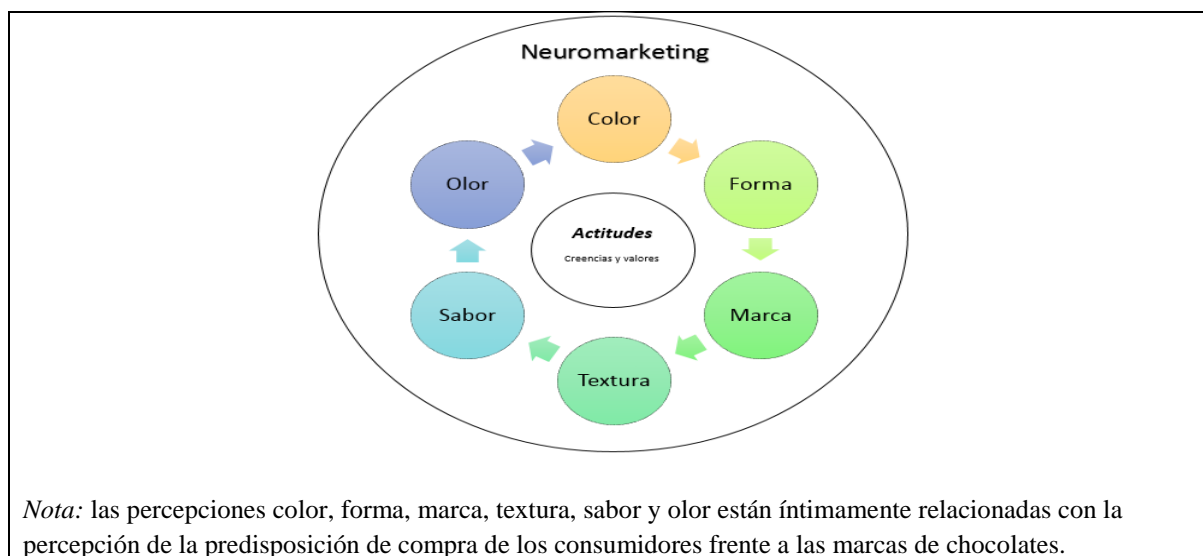 Neuromarketing
Color
Forma
Marca
Textura
Sabor
Olor
Actitudes
Creencias y valores
Nota: las percepciones color, forma, marca, textura, sabor y olor están íntimamente relacionadas con la
percepción de la predisposición de compra de los consumidores frente a las marcas de chocolates.